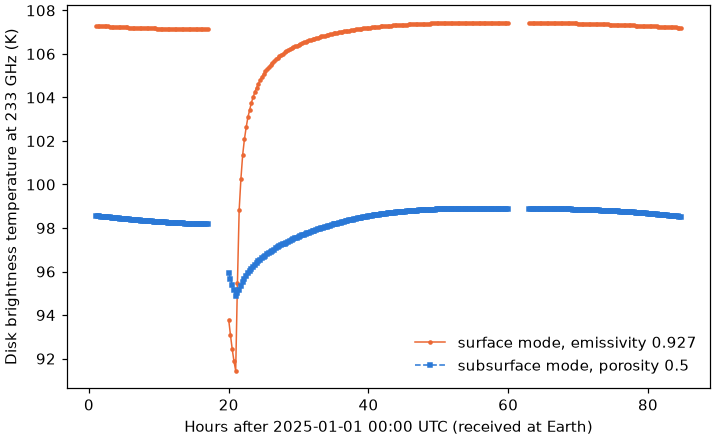 Disk brightness temperature at 233 GHz (K)
108
106
104
102
100
98
96
94
92
surface mode, emissivity 0.927
subsurface mode, porosity 0.5
0 20 40 60 80
Hours after 2025-01-01 00:00 UTC (received at Earth)